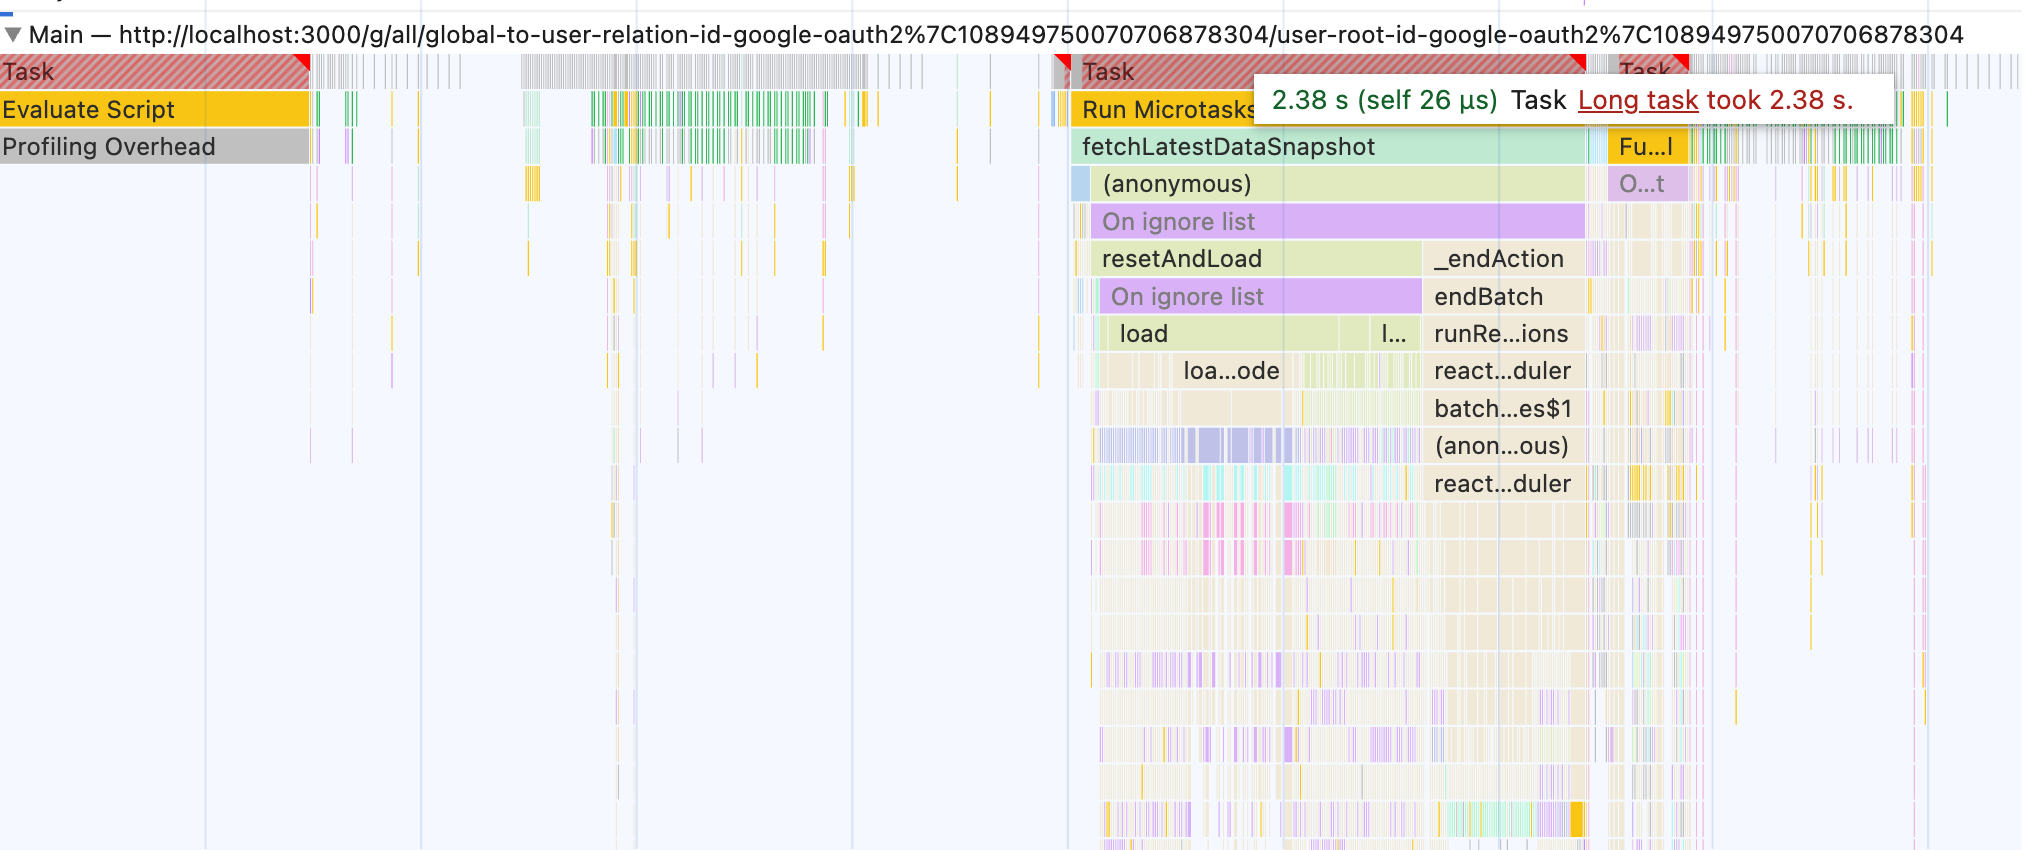 Main — http://localhost:3000/g/all/global-to-user-relation-id-google-oauth2%7C108949750070706878304/user-root-id-google-oauth2%7C108949750070706878304
Task Task Task
2.38 s (self 26 µs) Task Long task took 2.38 s.
Evaluate Script Run Microtasks
Profiling Overhead fetchLatestDataSnapshot Fu...l
(anonymous) O...t
On ignore list
resetAndLoad _endAction
On ignore list endBatch
load l... runRe...ions
loa...ode react...duler
batch...es$1
(anon...ous)
react...duler